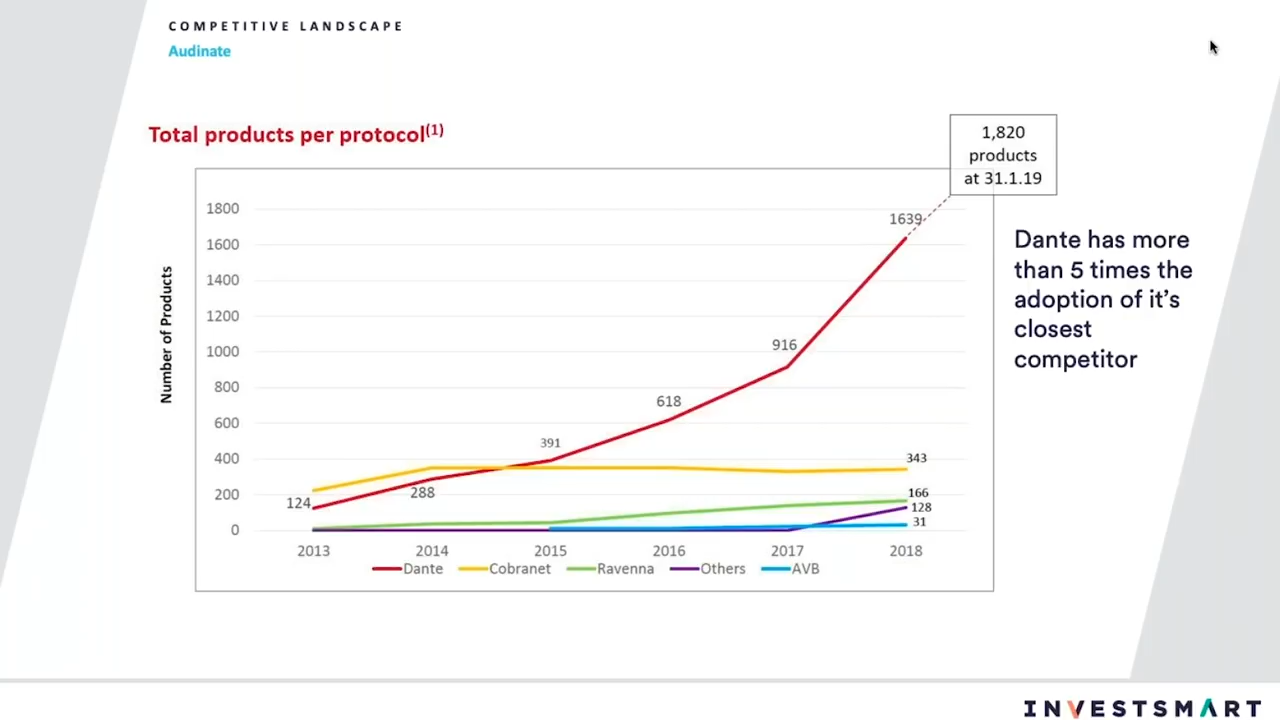 COMPETITIVE LANDSCAPE
Audinate
Total products per protocol(1)
1,820
products
at 31.1.19
Number of Products
1800
1600
1400
1200
1000
800
600
400
200
0
1639
916
618
391
288
124
343
166
128
31
2013 2014 2015 2016 2017 2018
Dante Cobranet Ravenna Others AVB
Dante has more
than 5 times the
adoption of it's
closest
competitor
INVESTSMART